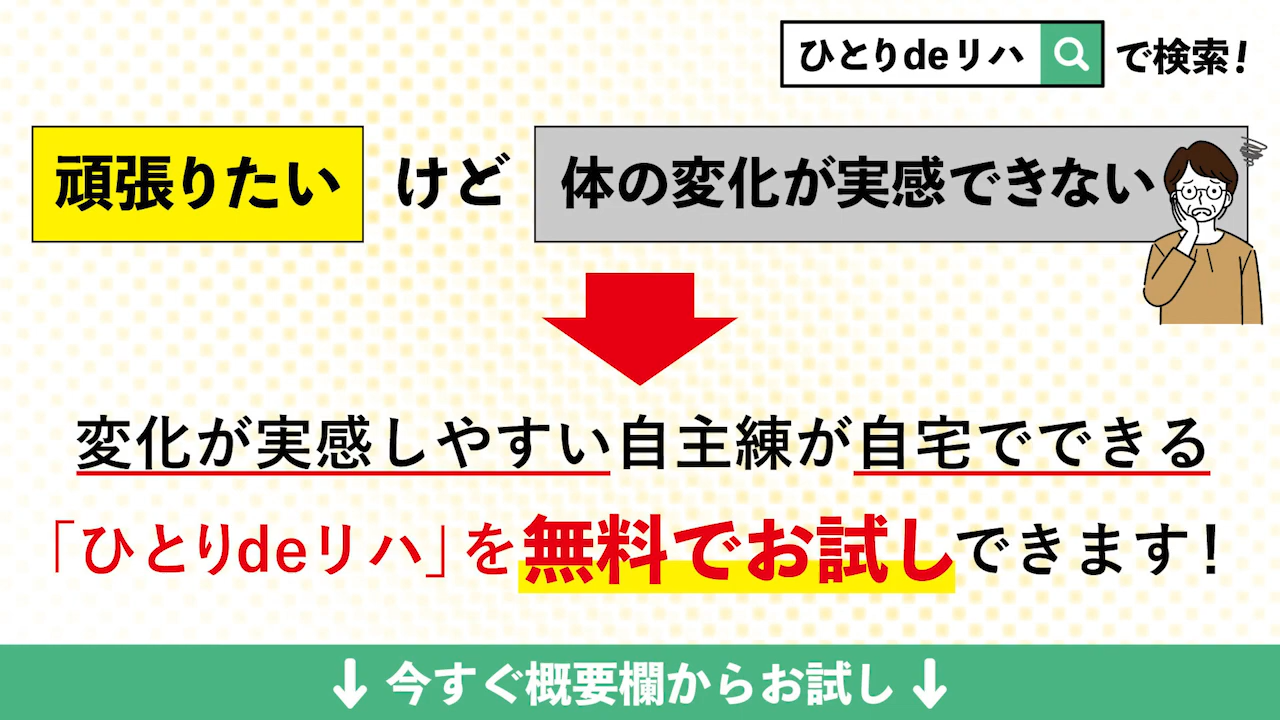 ひとりdeリハ で検索!
頑張りたい けど 体の変化が実感できない
変化が実感しやすい自主練が自宅でできる
「ひとりdeリハ」を無料でお試しできます!
↓今すぐ概要欄からお試し↓